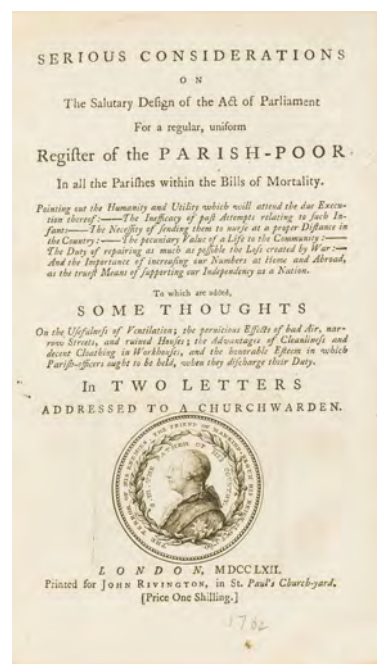 SERIOUS CONSIDERATIONS
ON
The Salutary Deſign of the Act of Parliament
For a regular, uniform
Regiſter of the PARISH-POOR
In all the Pariſhes within the Bills of Mortality.
Pointing out the Humanity and Utility which will attend the due Execu-
tion thereof:——The Inefficacy of paſt Attempts relating to ſuch In-
fants——The Neceſſity of ſending them to nurſe at a proper Diſtance in
the Country:——The pecuniary Value of a Life to the Community:——
The Duty of repairing as much as poſſible the Loſs created by War:—
And the Importance of increaſing our Numbers at Home and Abroad,
as the trueſt Means of ſupporting our Independency as a Nation.
To which are added,
SOME THOUGHTS
On the Uſefulneſs of Ventilation; the pernicious Effects of bad Air, nar-
row Streets, and ruined Houſes; the Advantages of Cleanlineſs and
decent Cloathing in Workhouſes, and the honorable Eſteem in which
Pariſh-officers ought to be held, when they diſcharge their Duty.
In TWO LETTERS
ADDRESSED TO A CHURCHWARDEN.
THE FRIEND OF MANKIND
THE FATHER OF HIS COUNTRY
LONDON, MDCCLXII.
Printed for JOHN RIVINGTON, in St. Paul's Church-yard.
[Price One Shilling.]
1762